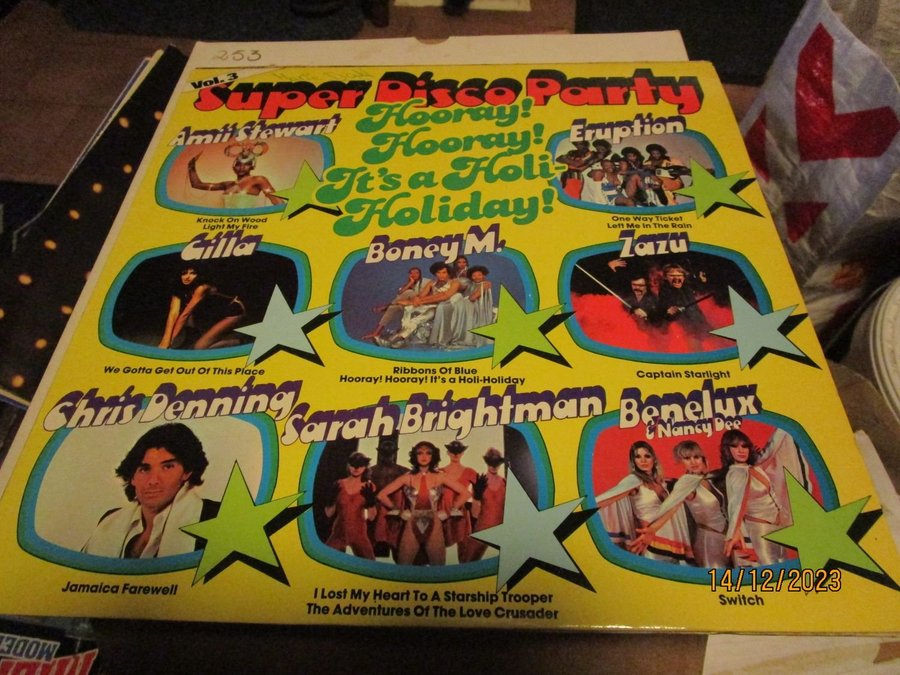 253
Vol. 3
Super Disco Party
Hooray!
Hooray!
It's a Holi-
Holiday!
Amii Stewart
Knock On Wood
Light My Fire
Eruption
One Way Ticket
Left Me In The Rain
Gilla
We Gotta Get Out Of This Place
Boney M.
Ribbons Of Blue
Hooray! Hooray! It's a Holi-Holiday
Zazu
Captain Starlight
Chris Denning
Jamaica Farewell
Sarah Brightman
I Lost My Heart To A Starship Trooper
The Adventures Of The Love Crusader
Benelux
& Nancy Dee
Switch
14/12/2023